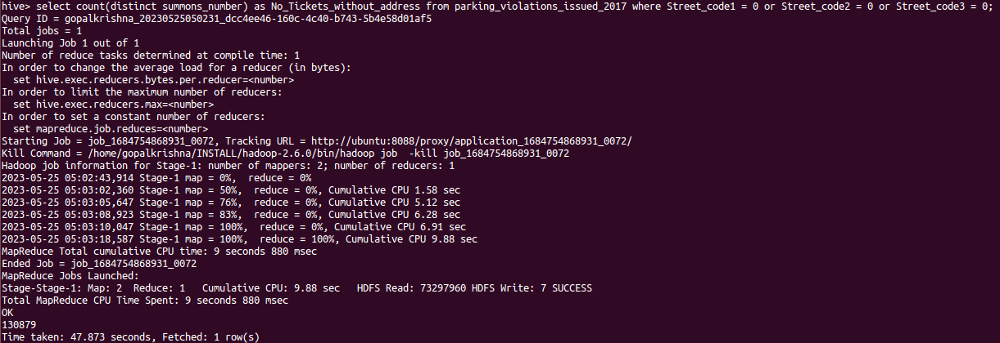 hive> select count(distinct summons_number) as No_Tickets_without_address from parking_violations_issued_2017 where Street_code1 = 0 or Street_code2 = 0 or Street_code3 = 0;
Query ID = gopalkrishna_20230525050231_dcc4ee46-160c-4c40-b743-5b4e58d01af5
Total jobs = 1
Launching Job 1 out of 1
Number of reduce tasks determined at compile time: 1
In order to change the average load for a reducer (in bytes):
  set hive.exec.reducers.bytes.per.reducer=<number>
In order to limit the maximum number of reducers:
  set hive.exec.reducers.max=<number>
In order to set a constant number of reducers:
  set mapreduce.job.reduces=<number>
Starting Job = job_1684754868931_0072, Tracking URL = http://ubuntu:8088/proxy/application_1684754868931_0072/
Kill Command = /home/gopalkrishna/INSTALL/hadoop-2.6.0/bin/hadoop job  -kill job_1684754868931_0072
Hadoop job information for Stage-1: number of mappers: 2; number of reducers: 1
2023-05-25 05:02:43,914 Stage-1 map = 0%,  reduce = 0%
2023-05-25 05:03:02,360 Stage-1 map = 50%,  reduce = 0%, Cumulative CPU 1.58 sec
2023-05-25 05:03:05,647 Stage-1 map = 76%,  reduce = 0%, Cumulative CPU 5.12 sec
2023-05-25 05:03:08,923 Stage-1 map = 83%,  reduce = 0%, Cumulative CPU 6.28 sec
2023-05-25 05:03:10,047 Stage-1 map = 100%,  reduce = 0%, Cumulative CPU 6.91 sec
2023-05-25 05:03:18,587 Stage-1 map = 100%,  reduce = 100%, Cumulative CPU 9.88 sec
MapReduce Total cumulative CPU time: 9 seconds 880 msec
Ended Job = job_1684754868931_0072
MapReduce Jobs Launched:
Stage-Stage-1: Map: 2  Reduce: 1   Cumulative CPU: 9.88 sec   HDFS Read: 73297960 HDFS Write: 7 SUCCESS
Total MapReduce CPU Time Spent: 9 seconds 880 msec
OK
130879
Time taken: 47.873 seconds, Fetched: 1 row(s)